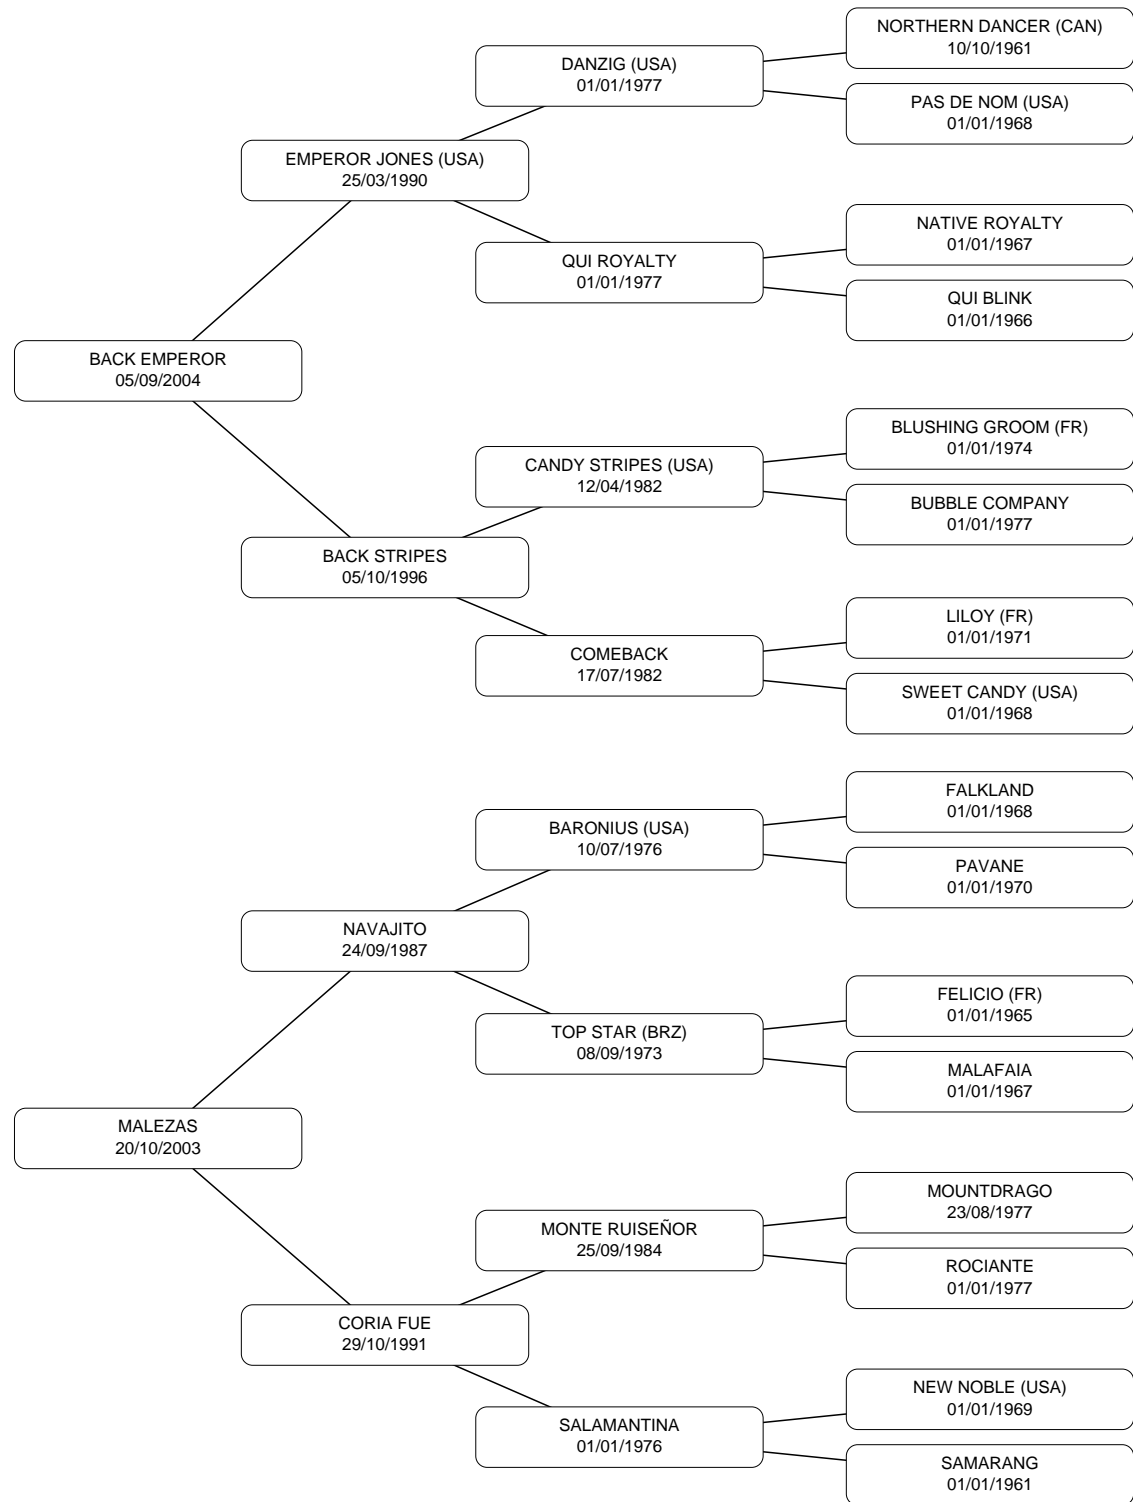 NORTHERN DANCER (CAN)
10/10/1961
DANZIG (USA)
01/01/1977
PAS DE NOM (USA)
01/01/1968
EMPEROR JONES (USA)
25/03/1990
NATIVE ROYALTY
01/01/1967
QUI ROYALTY
01/01/1977
QUI BLINK
01/01/1966
BACK EMPEROR
05/09/2004
BLUSHING GROOM (FR)
01/01/1974
CANDY STRIPES (USA)
12/04/1982
BUBBLE COMPANY
01/01/1977
BACK STRIPES
05/10/1996
LILOY (FR)
01/01/1971
COMEBACK
17/07/1982
SWEET CANDY (USA)
01/01/1968
FALKLAND
01/01/1968
BARONIUS (USA)
10/07/1976
PAVANE
01/01/1970
NAVAJITO
24/09/1987
FELICIO (FR)
01/01/1965
TOP STAR (BRZ)
08/09/1973
MALAFAIA
01/01/1967
MALEZAS
20/10/2003
MOUNTDRAGO
23/08/1977
MONTE RUISEÑOR
25/09/1984
ROCIANTE
01/01/1977
CORIA FUE
29/10/1991
NEW NOBLE (USA)
01/01/1969
SALAMANTINA
01/01/1976
SAMARANG
01/01/1961